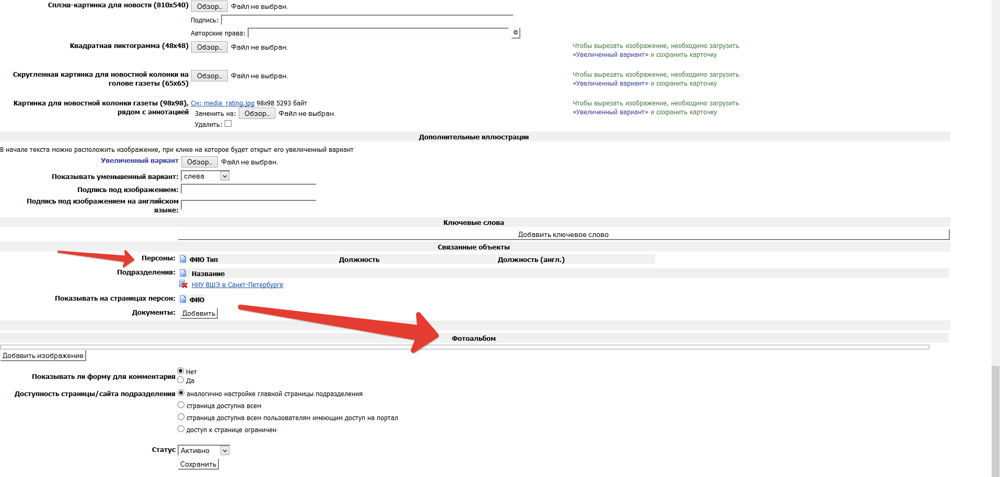 Сплэш-картинка для новости (810x540) Обзор_ Файл не выбран.
Подпись:
Авторские права: ©
Квадратная пиктограмма (48x48) Обзор_ Файл не выбран. Чтобы вырезать изображение, необходимо загрузить
«Увеличенный вариант» и сохранить карточку
Скругленная картинка для новостной колонки на Обзор_ Файл не выбран. Чтобы вырезать изображение, необходимо загрузить
голове газеты (65x65) «Увеличенный вариант» и сохранить карточку
Картинка для новостной колонки газеты (98x98), См: media_rating.jpg 98x98 5293 байт Чтобы вырезать изображение, необходимо загрузить
рядом с аннотацией Заменить на: Обзор_ Файл не выбран. «Увеличенный вариант» и сохранить карточку
Удалить:
Дополнительные иллюстрации
В начале текста можно расположить изображение, при клике на которое будет открыт его увеличенный вариант
Увеличенный вариант Обзор_ Файл не выбран.
Показывать уменьшенный вариант: слева
Подпись под изображением:
Подпись под изображением на английском
языке:
Ключевые слова
Добавить ключевое слово
Связанные объекты
Персоны: ФИО Тип Должность Должность (англ.)
Подразделения: Название
НИУ ВШЭ в Санкт-Петербурге
Показывать на страницах персон: ФИО
Документы: Добавить
Фотоальбом
Добавить изображение
Показывать ли форму для комментария Нет
Да
Доступность страницы/сайта подразделения аналогично настройке главной страницы подразделения
страница доступна всем
страница доступна всем пользователям имеющим доступ на портал
доступ к странице ограничен
Статус Активно
Сохранить